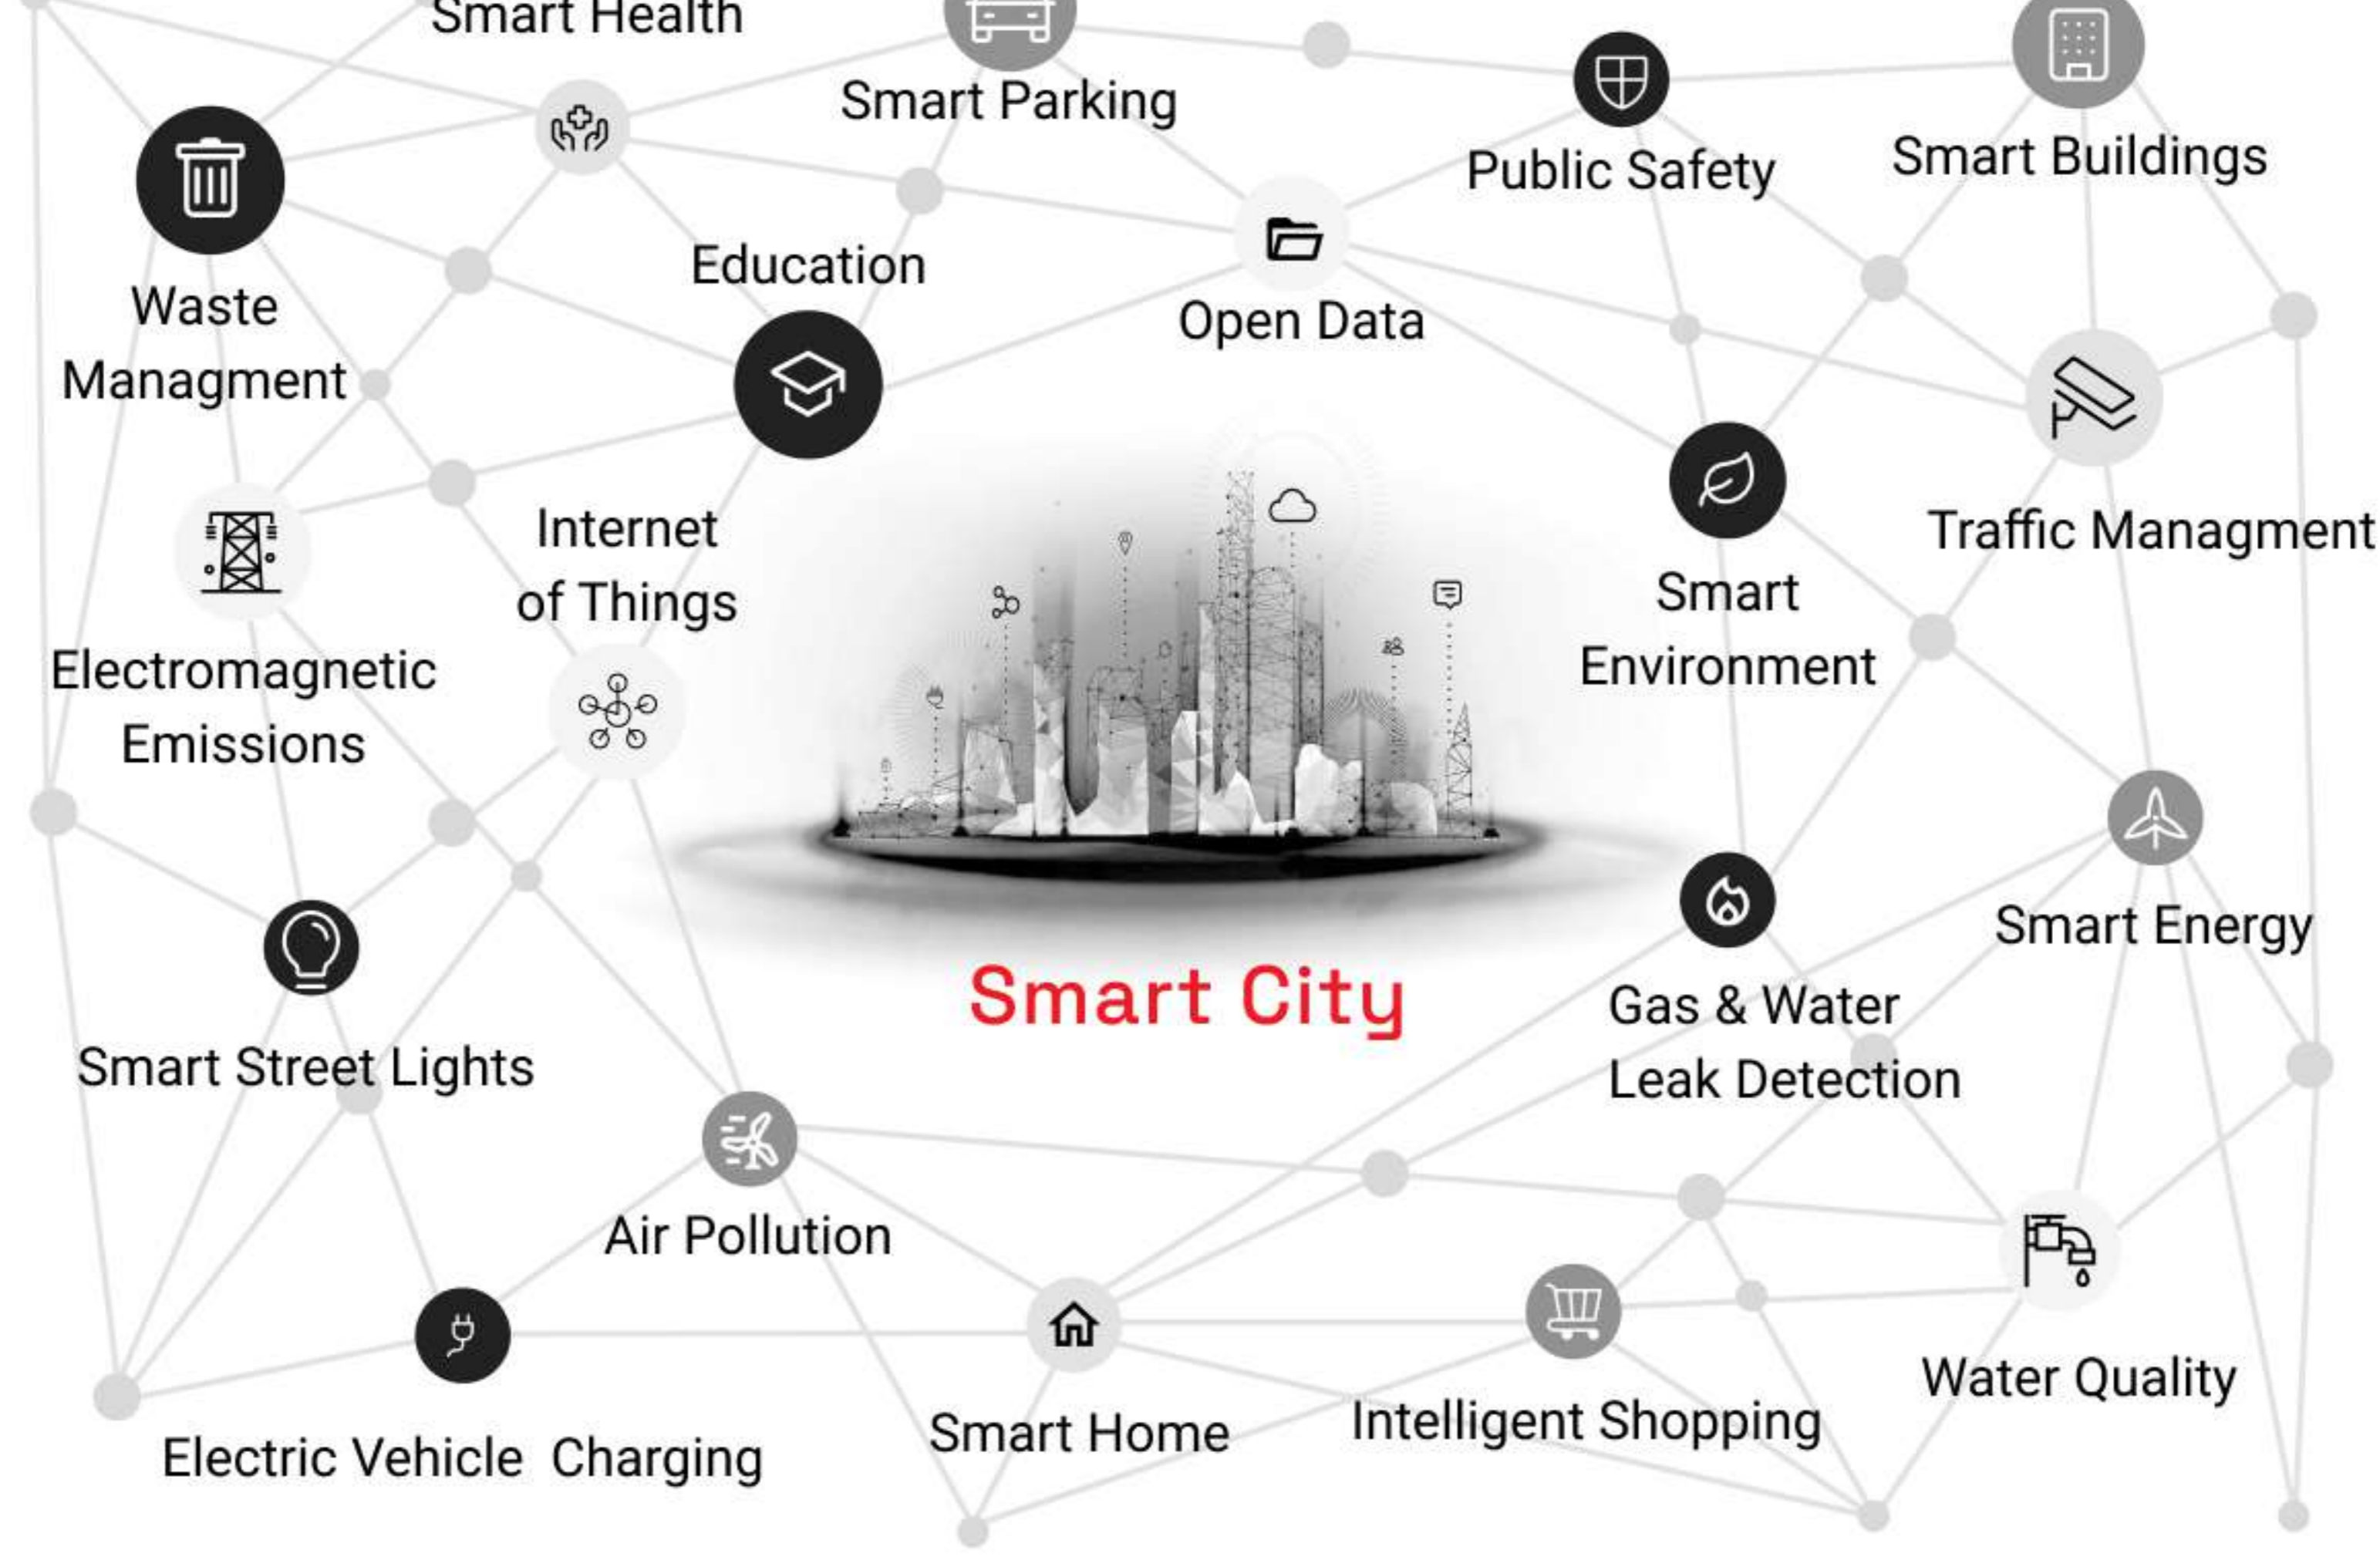 Smart Health
Smart Parking
Public Safety
Smart Buildings
Education
Waste
Managment
Open Data
Internet
of Things
Traffic Managment
Smart
Environment
Electromagnetic
Emissions
Smart Energy
Smart City
Gas & Water
Leak Detection
Smart Street Lights
Air Pollution
Water Quality
Smart Home
Intelligent Shopping
Electric Vehicle  Charging